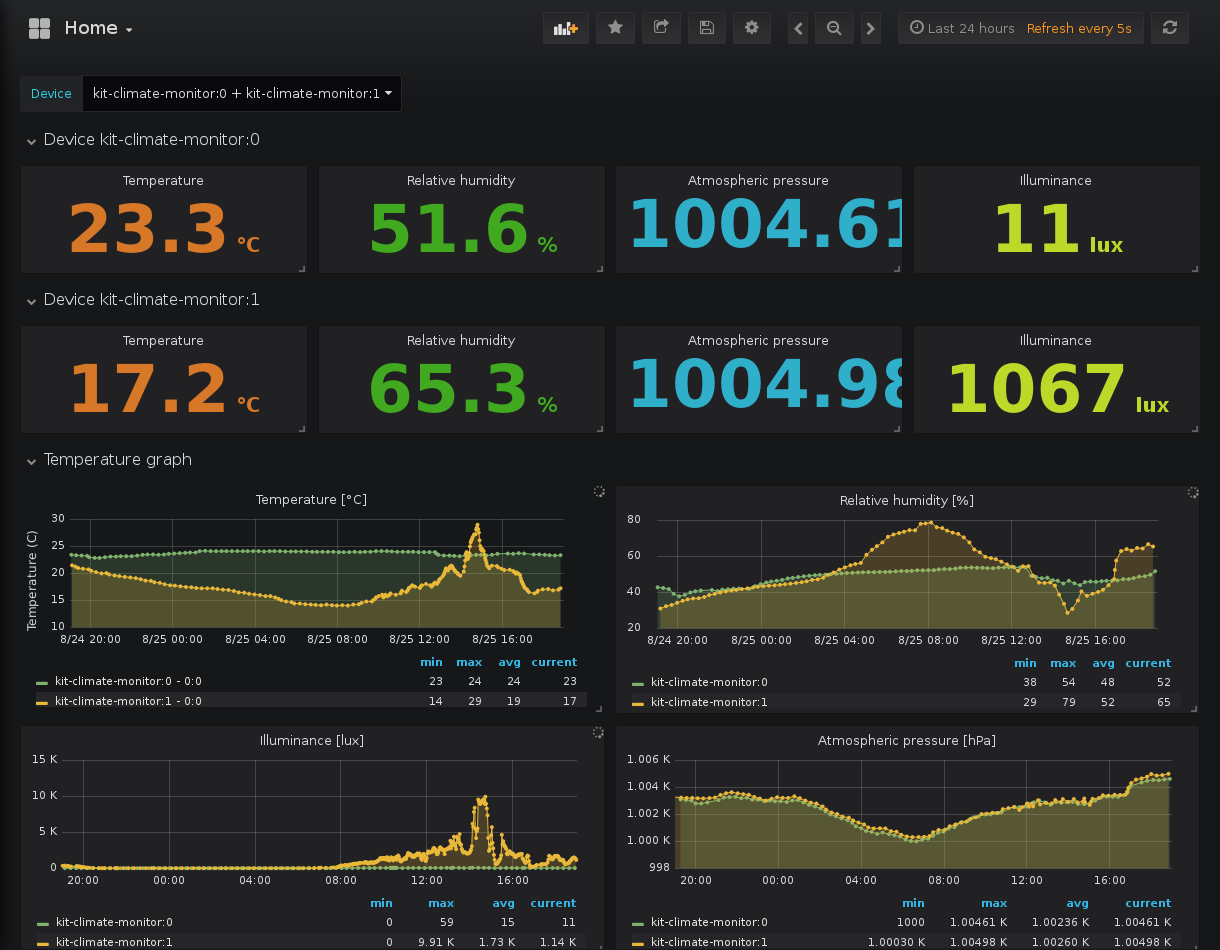 Home
Last 24 hours Refresh every 5s
Device kit-climate-monitor:0 + kit-climate-monitor:1
Device kit-climate-monitor:0
Temperature Relative humidity Atmospheric pressure Illuminance
23.3 °C 51.6 % 1004.61 11 lux
Device kit-climate-monitor:1
Temperature Relative humidity Atmospheric pressure Illuminance
17.2 °C 65.3 % 1004.98 1067 lux
Temperature graph
Temperature [°C]
Temperature (C)
30
25
20
15
10
8/24 20:00 8/25 00:00 8/25 04:00 8/25 08:00 8/25 12:00 8/25 16:00
min max avg current
kit-climate-monitor:0 - 0:0 23 24 24 23
kit-climate-monitor:1 - 0:0 14 29 19 17
Relative humidity [%]
80
60
40
20
8/24 20:00 8/25 00:00 8/25 04:00 8/25 08:00 8/25 12:00 8/25 16:00
min max avg current
kit-climate-monitor:0 38 54 48 52
kit-climate-monitor:1 29 79 52 65
Illuminance [lux]
15 K
10 K
5 K
0
20:00 00:00 04:00 08:00 12:00 16:00
min max avg current
kit-climate-monitor:0 0 59 15 11
kit-climate-monitor:1 0 9.91 K 1.73 K 1.14 K
Atmospheric pressure [hPa]
1.006 K
1.004 K
1.002 K
1.000 K
998
20:00 00:00 04:00 08:00 12:00 16:00
min max avg current
kit-climate-monitor:0 1000 1.00461 K 1.00236 K 1.00461 K
kit-climate-monitor:1 1.00030 K 1.00498 K 1.00260 K 1.00498 K